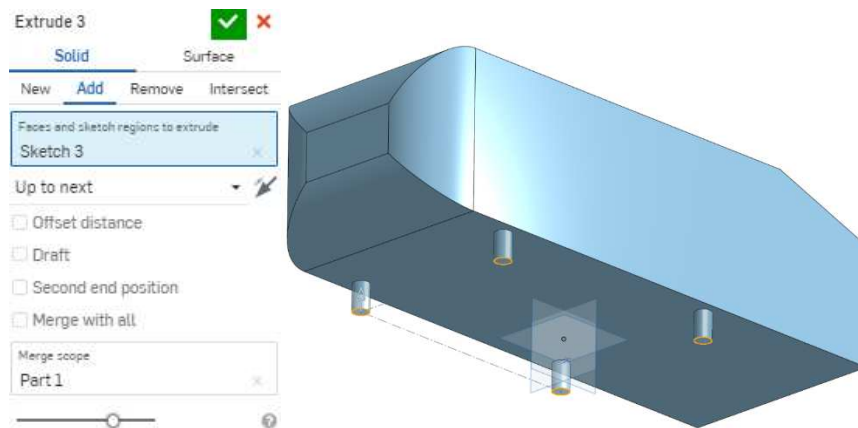 Extrude 3
Solid Surface
New Add Remove Intersect
Faces and sketch regions to extrude
Sketch 3
Up to next
Offset distance
Draft
Second end position
Merge with all
Merge scope
Part 1